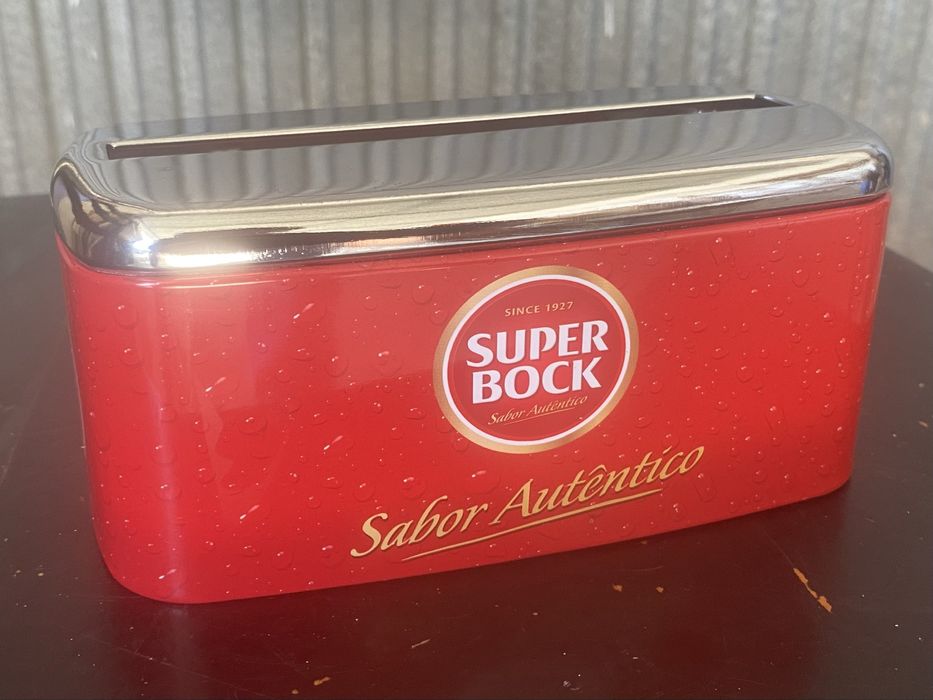 SINCE 1927
SUPER
BOCK
Sabor Autêntico
Sabor Autêntico